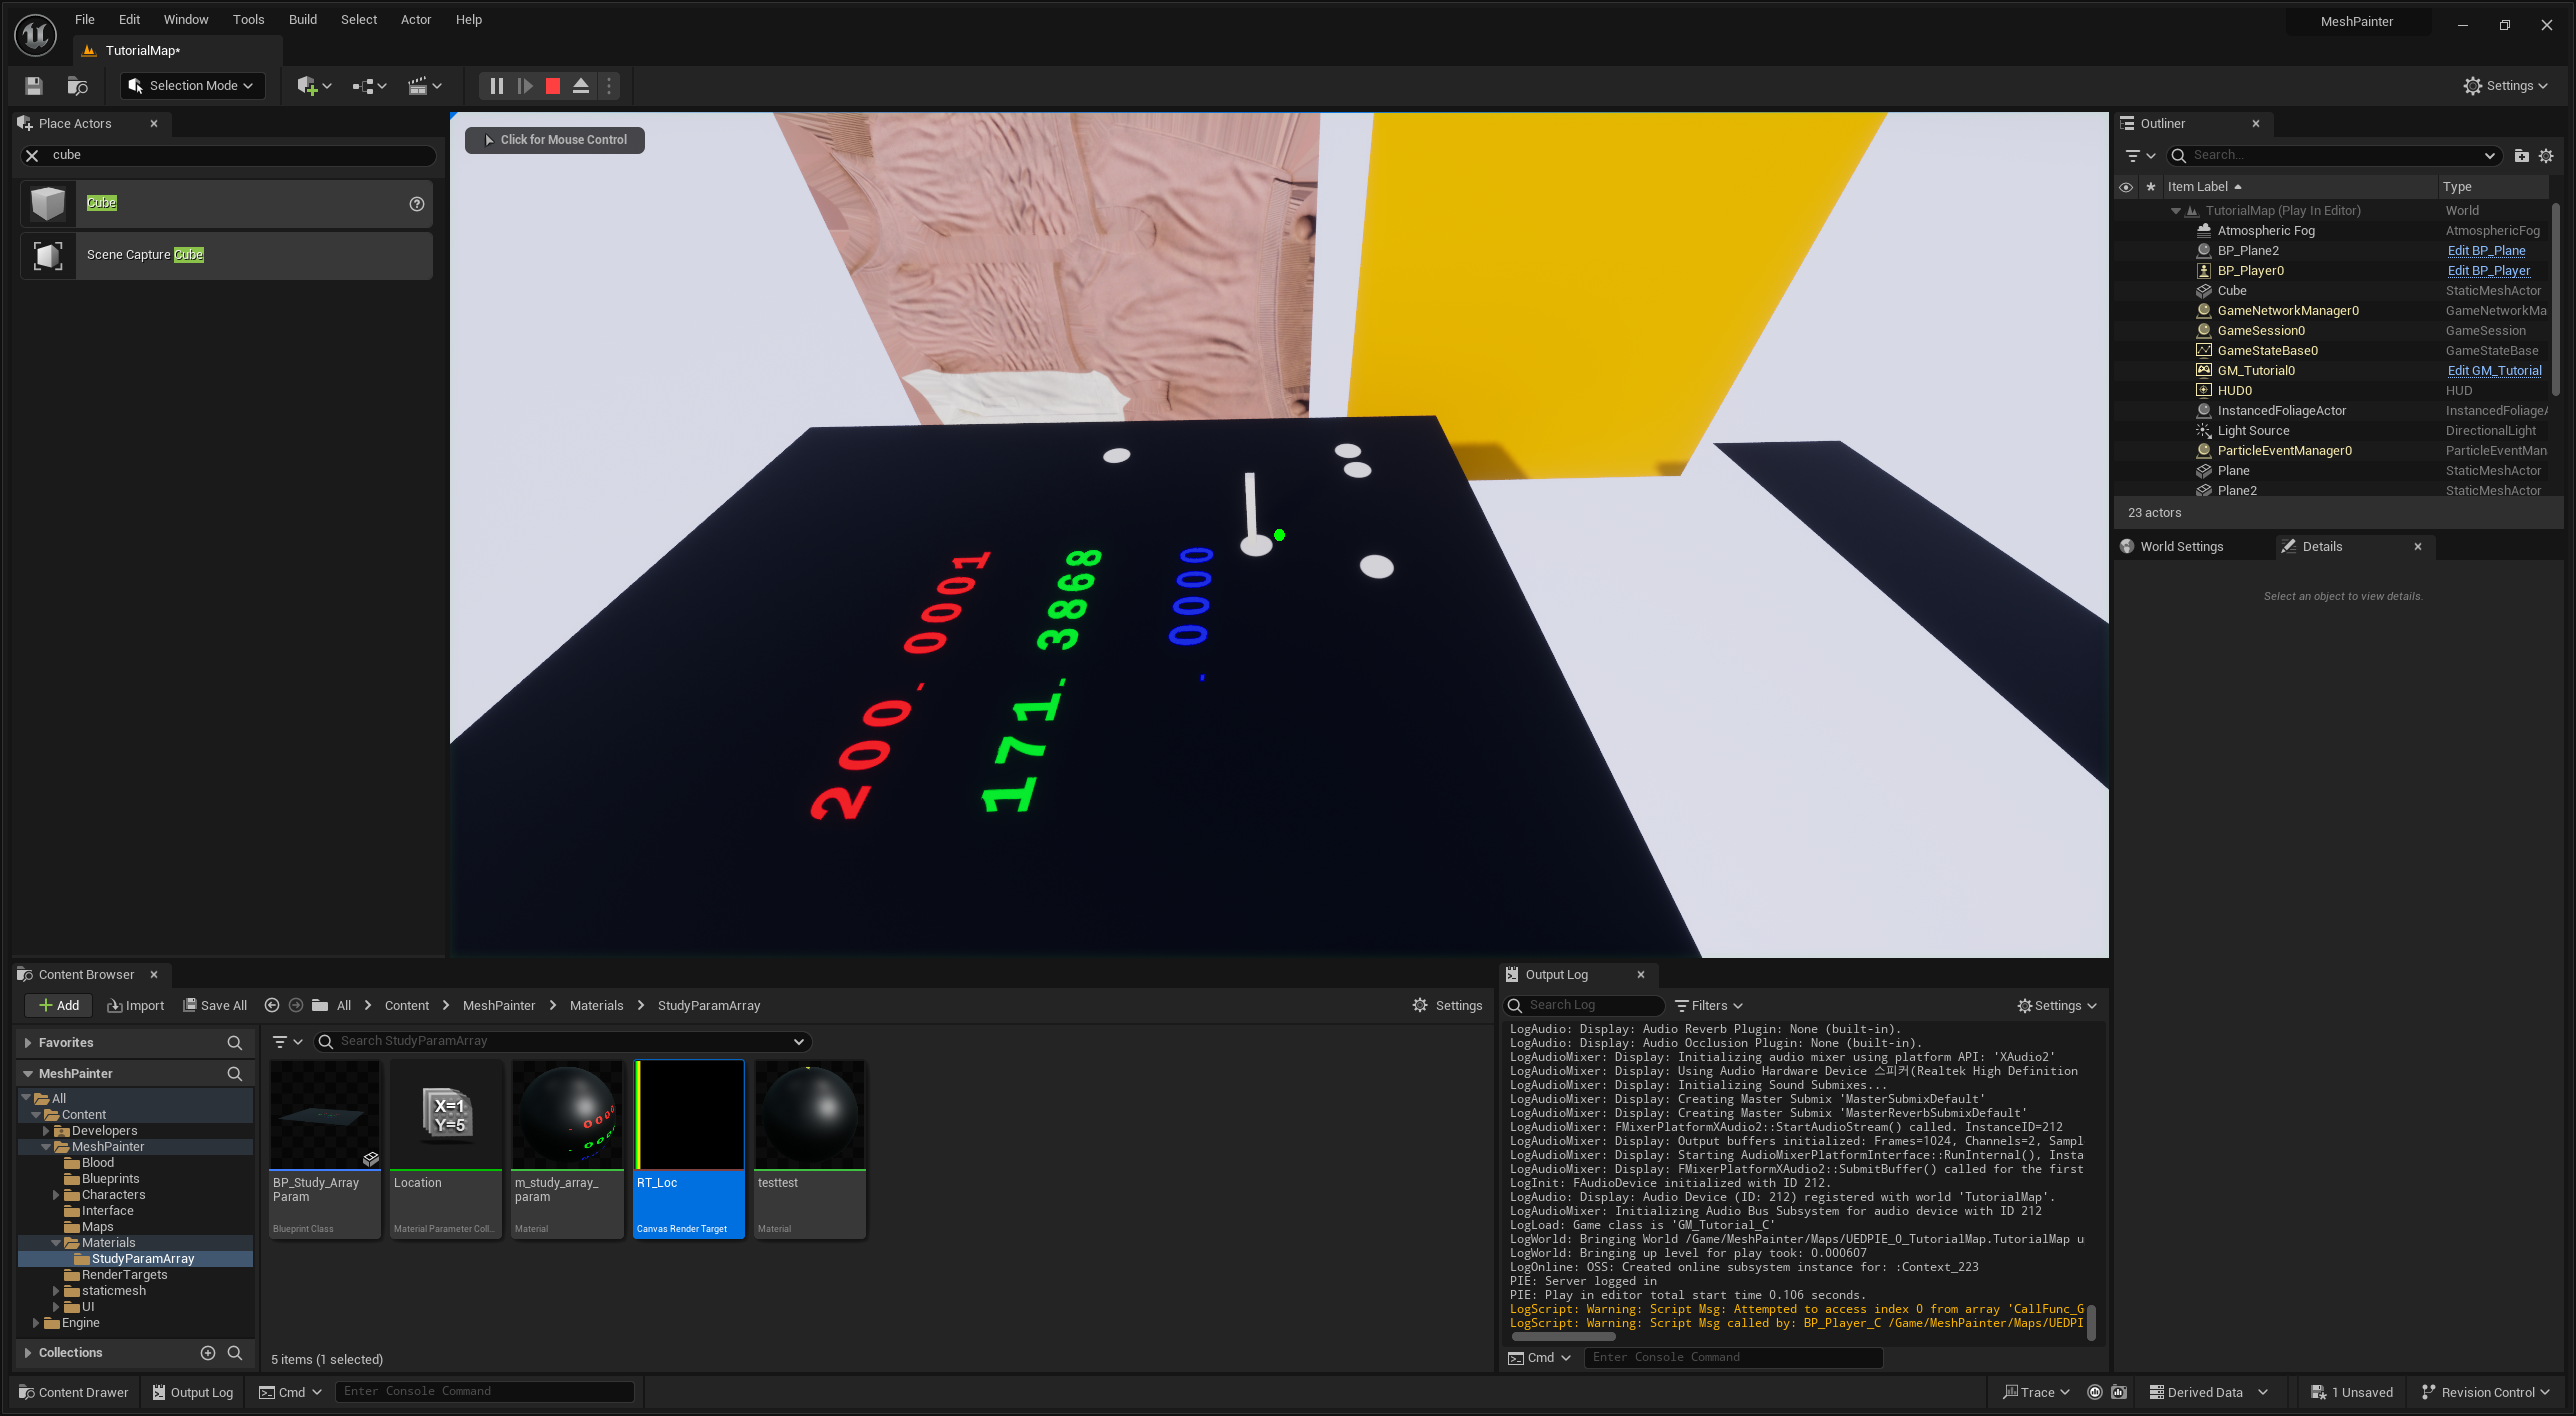 File Edit Window Tools Build Select Actor Help
MeshPainter
TutorialMap*
Selection Mode
Settings
Place Actors
cube
Cube
Scene Capture Cube
Click for Mouse Control
200.0001
171.3868
.0000
Outliner
Search...
Item Label Type
TutorialMap (Play In Editor) World
Atmospheric Fog AtmosphericFog
BP_Plane2 Edit BP_Plane
BP_Player0 Edit BP_Player
Cube StaticMeshActor
GameNetworkManager0 GameNetworkMa
GameSession0 GameSession
GameStateBase0 GameStateBase
GM_Tutorial0 Edit GM_Tutorial
HUD0 HUD
InstancedFoliageActor InstancedFoliageA
Light Source DirectionalLight
ParticleEventManager0 ParticleEventMan
Plane StaticMeshActor
Plane2 StaticMeshActor
23 actors
World Settings Details
Select an object to view details.
Content Browser
Add Import Save All All Content MeshPainter Materials StudyParamArray Settings
Favorites
MeshPainter
All
Content
Developers
MeshPainter
Blood
Blueprints
Characters
Interface
Maps
Materials
StudyParamArray
RenderTargets
staticmesh
UI
Engine
Collections
Search StudyParamArray
X=1
Y=5
BP_Study_Array
Param
Blueprint Class
Location
Material Parameter Coll...
m_study_array_
param
Material
RT_Loc
Canvas Render Target
testtest
Material
5 items (1 selected)
Output Log
Search Log Filters Settings
LogAudio: Display: Audio Reverb Plugin: None (built-in).
LogAudio: Display: Audio Occlusion Plugin: None (built-in).
LogAudioMixer: Display: Initializing audio mixer using platform API: 'XAudio2'
LogAudioMixer: Display: Using Audio Hardware Device 스피커(Realtek High Definition
LogAudioMixer: Display: Initializing Sound Submixes...
LogAudioMixer: Display: Creating Master Submix 'MasterSubmixDefault'
LogAudioMixer: Display: Creating Master Submix 'MasterReverbSubmixDefault'
LogAudioMixer: FMixerPlatformXAudio2::StartAudioStream() called. InstanceID=212
LogAudioMixer: Display: Output buffers initialized: Frames=1024, Channels=2, Sampl
LogAudioMixer: Display: Starting AudioMixerPlatformInterface::RunInternal(), Insta
LogAudioMixer: Display: FMixerPlatformXAudio2::SubmitBuffer() called for the first
LogInit: FAudioDevice initialized with ID 212.
LogAudio: Display: Audio Device (ID: 212) registered with world 'TutorialMap'.
LogAudioMixer: Initializing Audio Bus Subsystem for audio device with ID 212
LogLoad: Game class is 'GM_Tutorial_C'
LogWorld: Bringing World /Game/MeshPainter/Maps/UEDPIE_0_TutorialMap.TutorialMap u
LogWorld: Bringing up level for play took: 0.000607
LogOnline: OSS: Created online subsystem instance for: :Context_223
PIE: Server logged in
PIE: Play in editor total start time 0.106 seconds.
LogScript: Warning: Script Msg: Attempted to access index 0 from array 'CallFunc_G
LogScript: Warning: Script Msg called by: BP_Player_C /Game/MeshPainter/Maps/UEDPI
Cmd Enter Console Command
Content Drawer Output Log Cmd Enter Console Command Trace Derived Data 1 Unsaved Revision Control